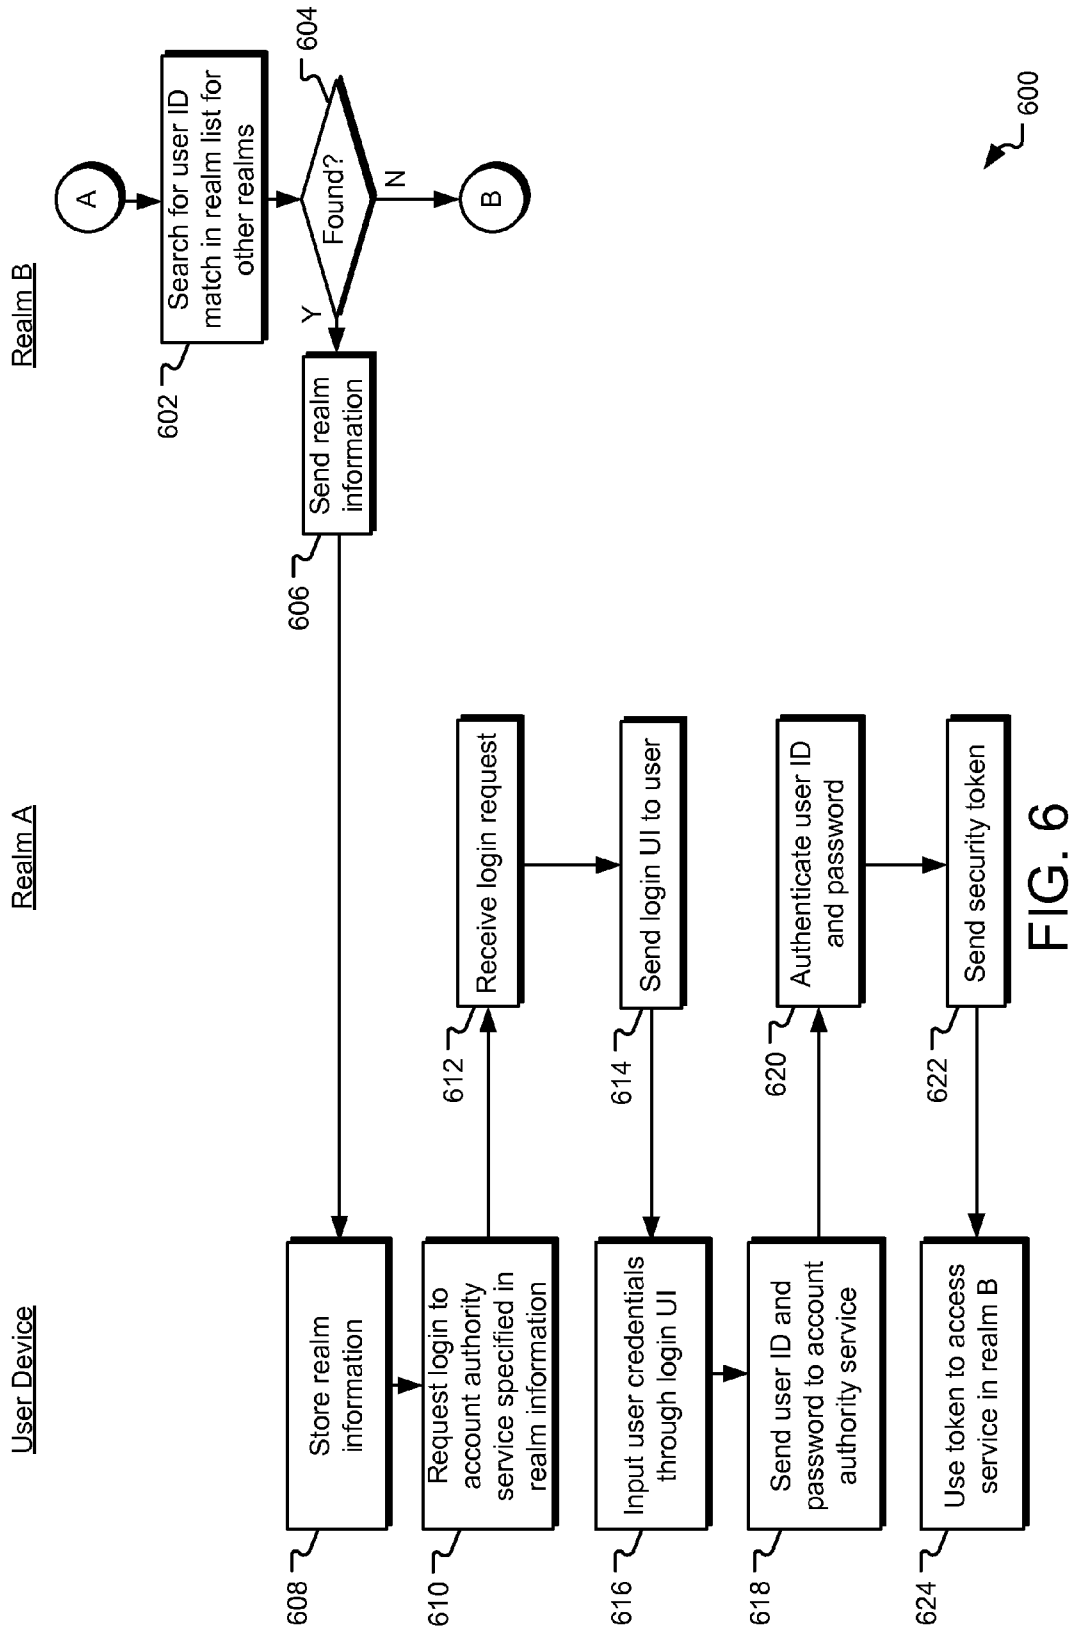 User Device
Realm A
Realm B
A
602
Search for user ID
match in realm list for
other realms
604
Found?
Y
N
B
606
Send realm
information
608
Store realm
information
610
Request login to
account authority
service specified in
realm information
612
Receive login request
614
Send login UI to user
616
Input user credentials
through login UI
618
Send user ID and
password to account
authority service
620
Authenticate user ID
and password
622
Send security token
624
Use token to access
service in realm B
600
FIG. 6